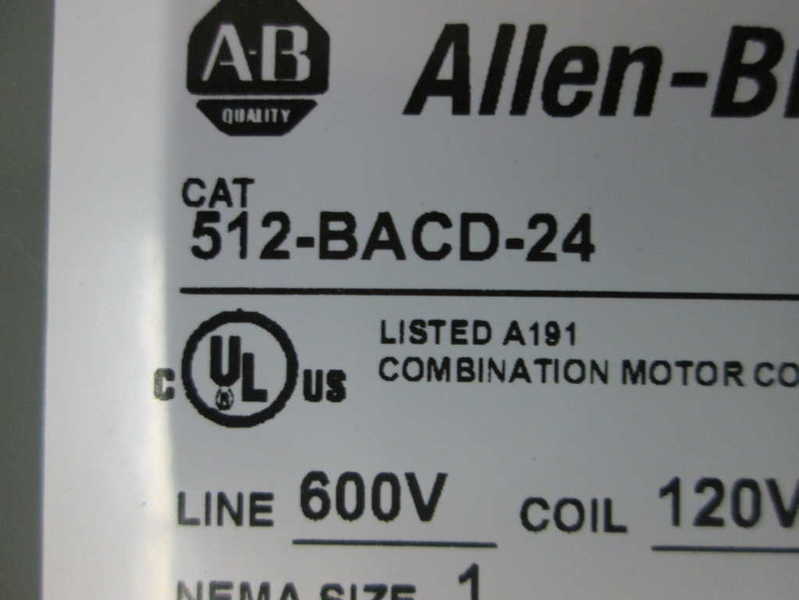 A-B
QUALITY
Allen-B
CAT
512-BACD-24
C UL US
LISTED A191
COMBINATION MOTOR CO
LINE 600V COIL 120V
NEMA SIZE 1